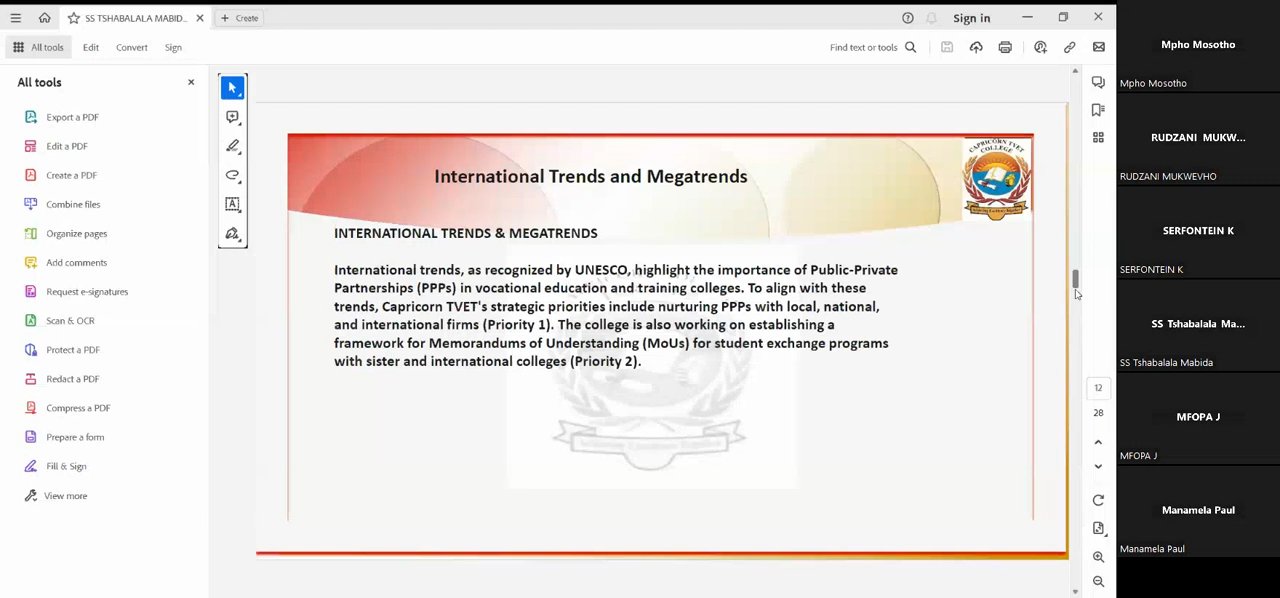 SS TSHABALALA MABID...
Create
Sign in
All tools
Edit
Convert
Sign
Find text or tools
All tools
Export a PDF
Edit a PDF
Create a PDF
Combine files
Organize pages
Add comments
Request e-signatures
Scan & OCR
Protect a PDF
Redact a PDF
Compress a PDF
Prepare a form
Fill & Sign
View more
CAPRICORN TVET
COLLEGE
International Trends and Megatrends
INTERNATIONAL TRENDS & MEGATRENDS
International trends, as recognized by UNESCO, highlight the importance of Public-Private
Partnerships (PPPs) in vocational education and training colleges. To align with these
trends, Capricorn TVET's strategic priorities include nurturing PPPs with local, national,
and international firms (Priority 1). The college is also working on establishing a
framework for Memorandums of Understanding (MoUs) for student exchange programs
with sister and international colleges (Priority 2).
12
28
Mpho Mosotho
Mpho Mosotho
RUDZANI MUKW...
RUDZANI MUKWEVHO
SERFONTEIN K
SERFONTEIN K
SS Tshabalala Ma...
SS Tshabalala Mabida
MFOPA J
MFOPA J
Manamela Paul
Manamela Paul